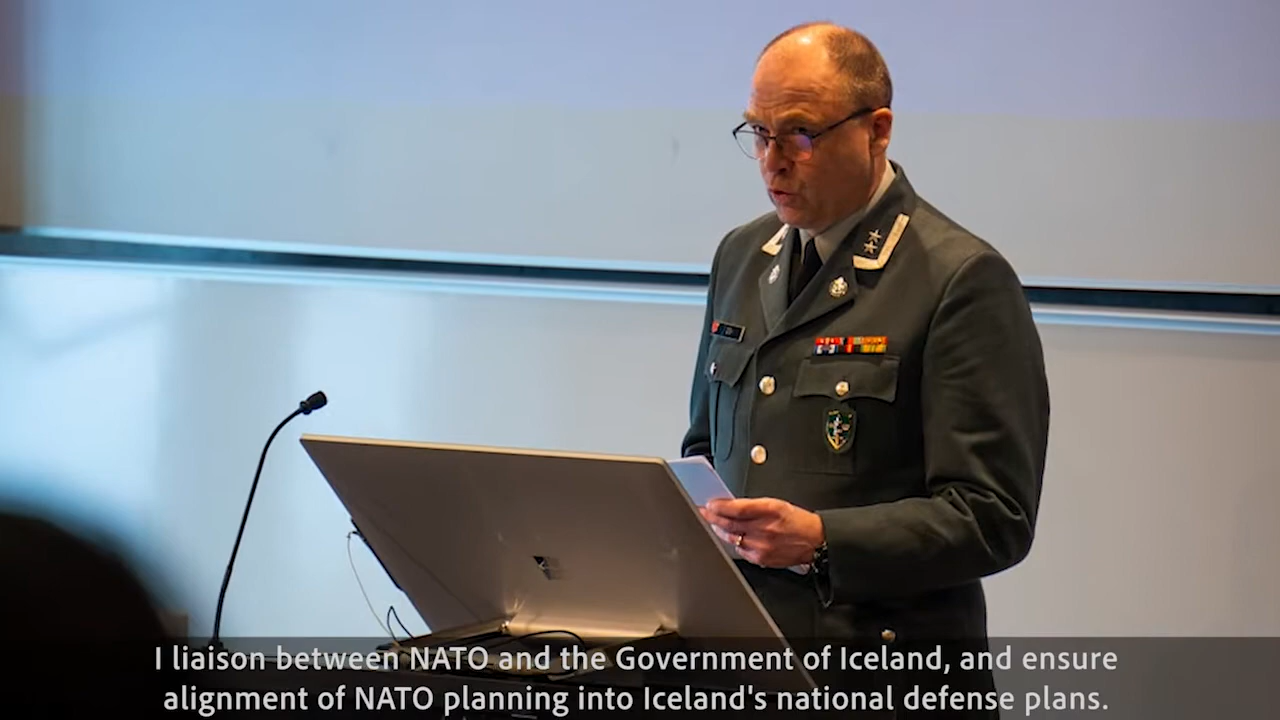 I liaison between NATO and the Government of Iceland, and ensure
alignment of NATO planning into Iceland's national defense plans.